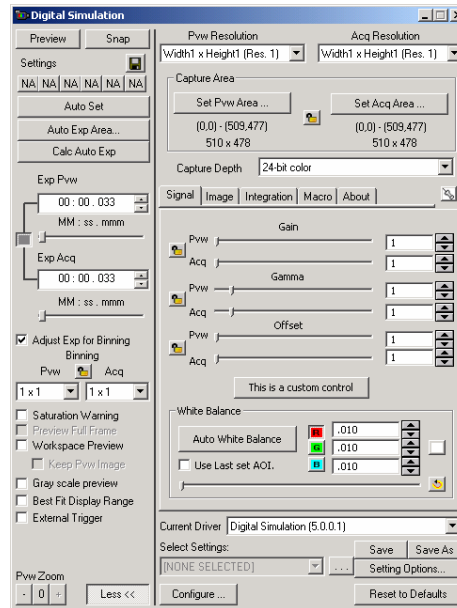 Digital Simulation
Preview Snap
Settings
NA NA NA NA NA NA
Auto Set
Auto Exp Area...
Calc Auto Exp
Exp Pvw
00 : 00 . 033
MM : ss . mmm
Exp Acq
00 : 00 . 033
MM : ss . mmm
Adjust Exp for Binning
Binning
Pvw Acq
1 x 1 1 x 1
Saturation Warning
Preview Full Frame
Workspace Preview
Keep Pvw Image
Gray scale preview
Best Fit Display Range
External Trigger
Pvw Zoom
- 0 + Less <<
Pvw Resolution Acq Resolution
Width1 x Height1 (Res. 1) Width1 x Height1 (Res. 1)
Capture Area
Set Pvw Area ... Set Acq Area ...
(0,0) - (509,477) (0,0) - (509,477)
510 x 478 510 x 478
Capture Depth 24-bit color
Signal Image Integration Macro About
Gain
Pvw 1
Acq 1
Gamma
Pvw 1
Acq 1
Offset
Pvw 1
Acq 1
This is a custom control
White Balance
Auto White Balance
R .010
G .010
Use Last set AOI. B .010
Current Driver Digital Simulation (5.0.0.1)
Select Settings: Save Save As
[NONE SELECTED] ... Setting Options...
Configure ... Reset to Defaults